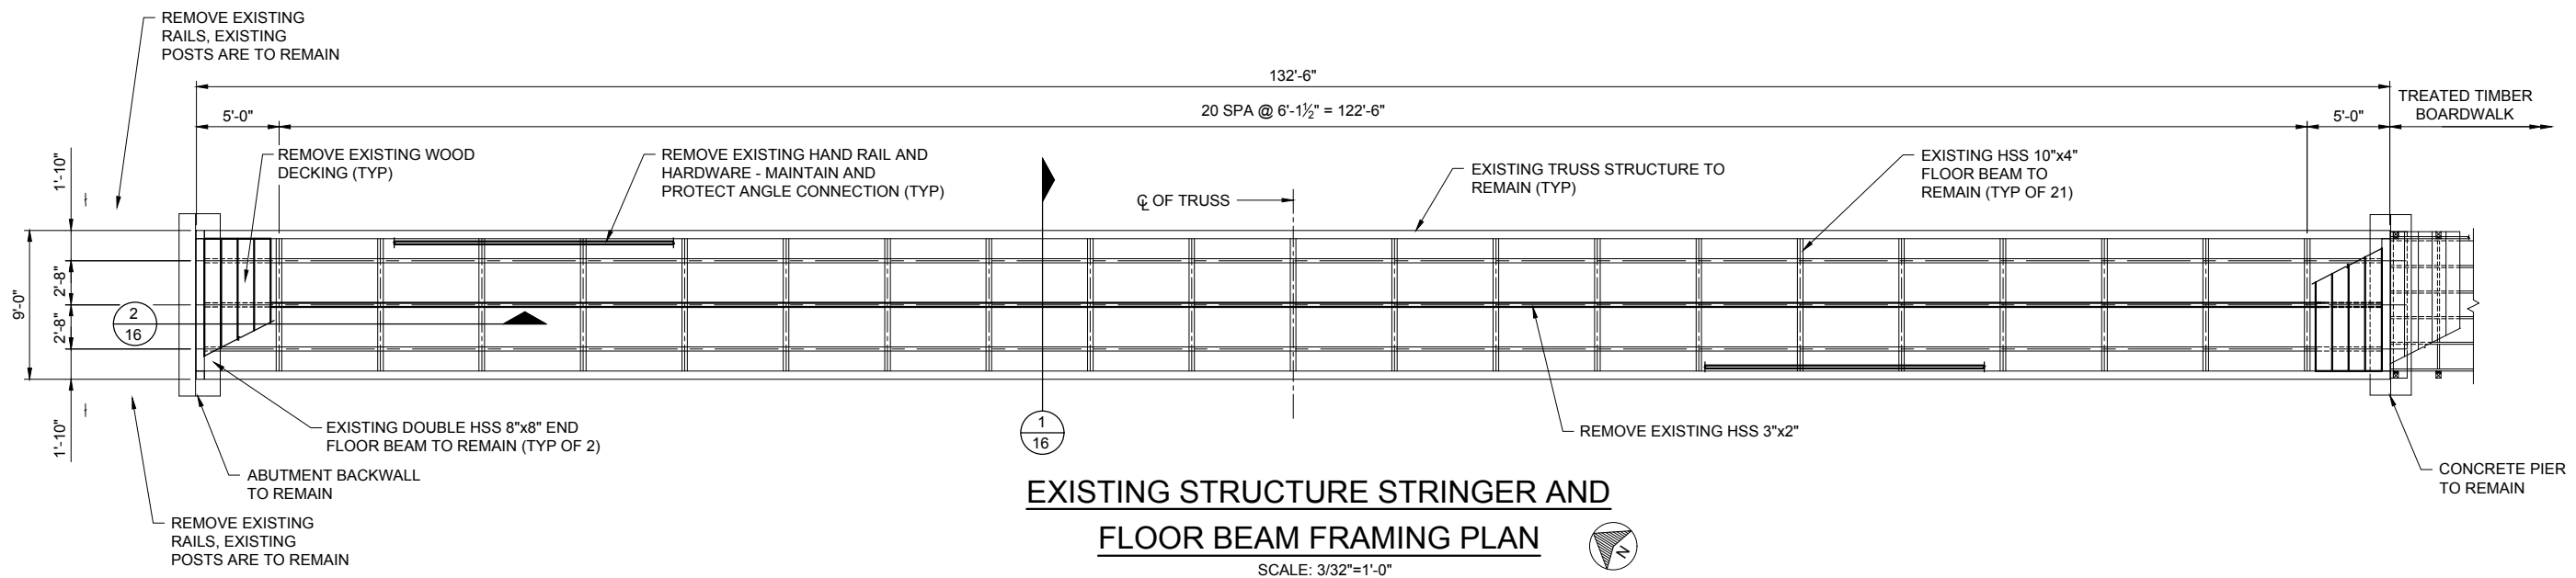 REMOVE EXISTING
RAILS, EXISTING
POSTS ARE TO REMAIN
132'-6"
5'-0"
20 SPA @ 6'-1½" = 122'-6"
5'-0"
TREATED TIMBER
BOARDWALK
1'-10"
REMOVE EXISTING WOOD
DECKING (TYP)
REMOVE EXISTING HAND RAIL AND
HARDWARE - MAINTAIN AND
PROTECT ANGLE CONNECTION (TYP)
℄ OF TRUSS
EXISTING TRUSS STRUCTURE TO
REMAIN (TYP)
EXISTING HSS 10"x4"
FLOOR BEAM TO
REMAIN (TYP OF 21)
9'-0"
2'-8"
2'-8"
2
16
1'-10"
EXISTING DOUBLE HSS 8"x8" END
FLOOR BEAM TO REMAIN (TYP OF 2)
1
16
REMOVE EXISTING HSS 3"x2"
ABUTMENT BACKWALL
TO REMAIN
CONCRETE PIER
TO REMAIN
REMOVE EXISTING
RAILS, EXISTING
POSTS ARE TO REMAIN
EXISTING STRUCTURE STRINGER AND
FLOOR BEAM FRAMING PLAN
N
SCALE: 3/32"=1'-0"